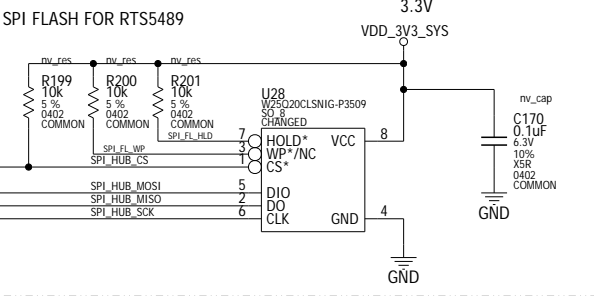 3.3V
SPI FLASH FOR RTS5489
VDD_3V3_SYS
nv_res nv_res nv_res
R199 R200 R201
10k 10k 10k
5 % 5 % 5 %
0402 0402 0402
COMMON COMMON COMMON
U28
W25Q20CLSNIG-P3509
SO_8
CHANGED
nv_cap
C170
0.1uF
6.3V
10%
X5R
0402
COMMON
SPI_FL_HLD 7 HOLD* VCC 8
SPI_FL_WP 3 WP*/NC
SPI_HUB_CS 1 CS*
SPI_HUB_MOSI 5 DIO
SPI_HUB_MISO 2 DO
SPI_HUB_SCK 6 CLK GND 4
GND
GND